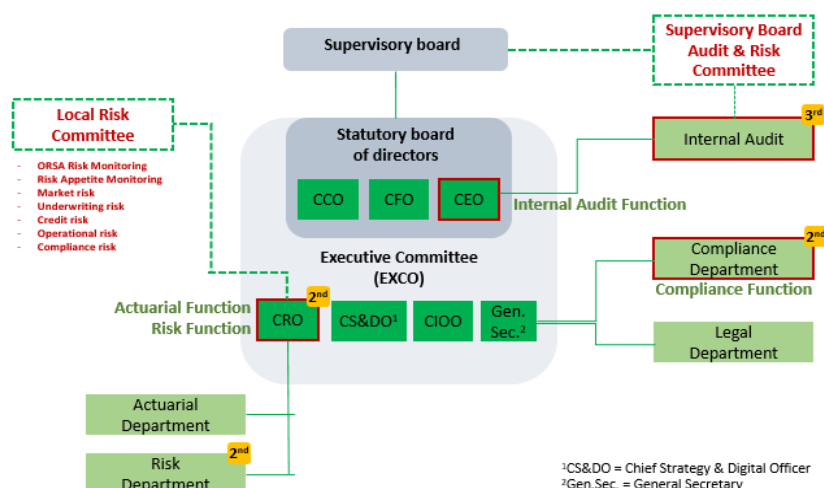 Supervisory board
Supervisory Board
Audit & Risk
Committee
Local Risk
Committee
- ORSA Risk Monitoring
- Risk Appetite Monitoring
- Market risk
- Underwriting risk
- Credit risk
- Operational risk
- Compliance risk
Statutory board
of directors
CCO
CFO
CEO
3rd
Internal Audit
Internal Audit Function
Executive Committee
(EXCO)
2nd
Compliance
Department
Compliance Function
Actuarial Function
Risk Function
2nd
CRO
CS&DO¹
CIOO
Gen.
Sec.²
Legal
Department
Actuarial
Department
2nd
Risk
Department
¹CS&DO = Chief Strategy & Digital Officer
²Gen.Sec. = General Secretary